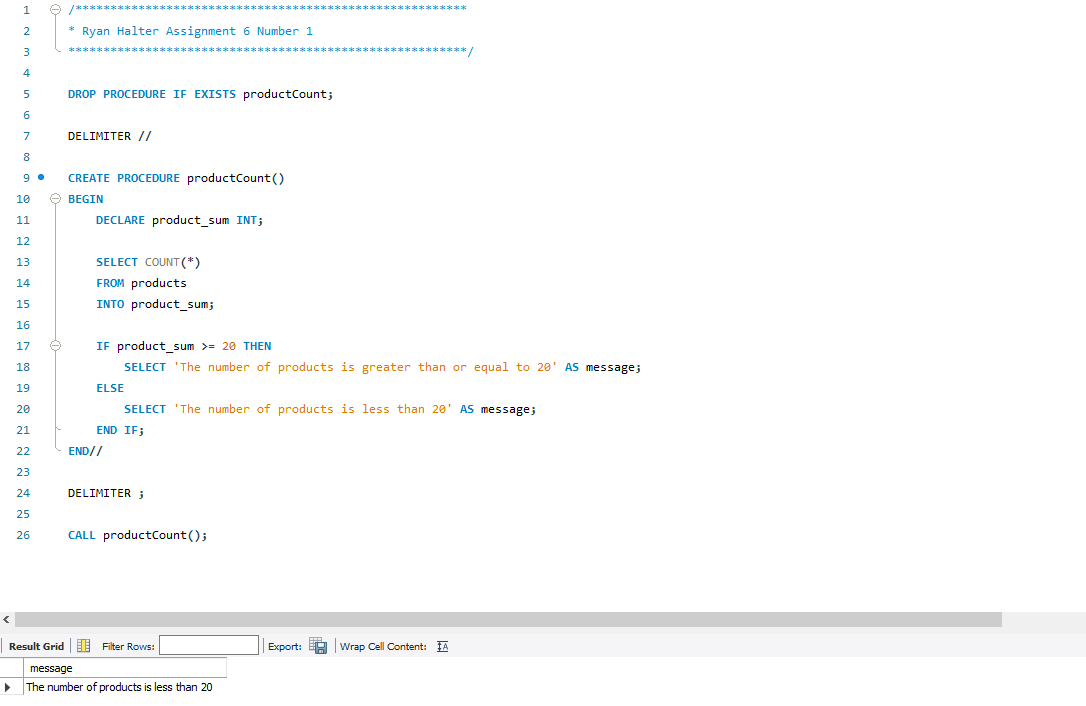 1 /********************************************************
2 * Ryan Halter Assignment 6 Number 1
3 *********************************************************/
4
5 DROP PROCEDURE IF EXISTS productCount;
6
7 DELIMITER //
8
9 CREATE PROCEDURE productCount()
10 BEGIN
11 DECLARE product_sum INT;
12
13 SELECT COUNT(*)
14 FROM products
15 INTO product_sum;
16
17 IF product_sum >= 20 THEN
18 SELECT 'The number of products is greater than or equal to 20' AS message;
19 ELSE
20 SELECT 'The number of products is less than 20' AS message;
21 END IF;
22 END//
23
24 DELIMITER ;
25
26 CALL productCount();
Result Grid Filter Rows: Export: Wrap Cell Content: IA
message
The number of products is less than 20